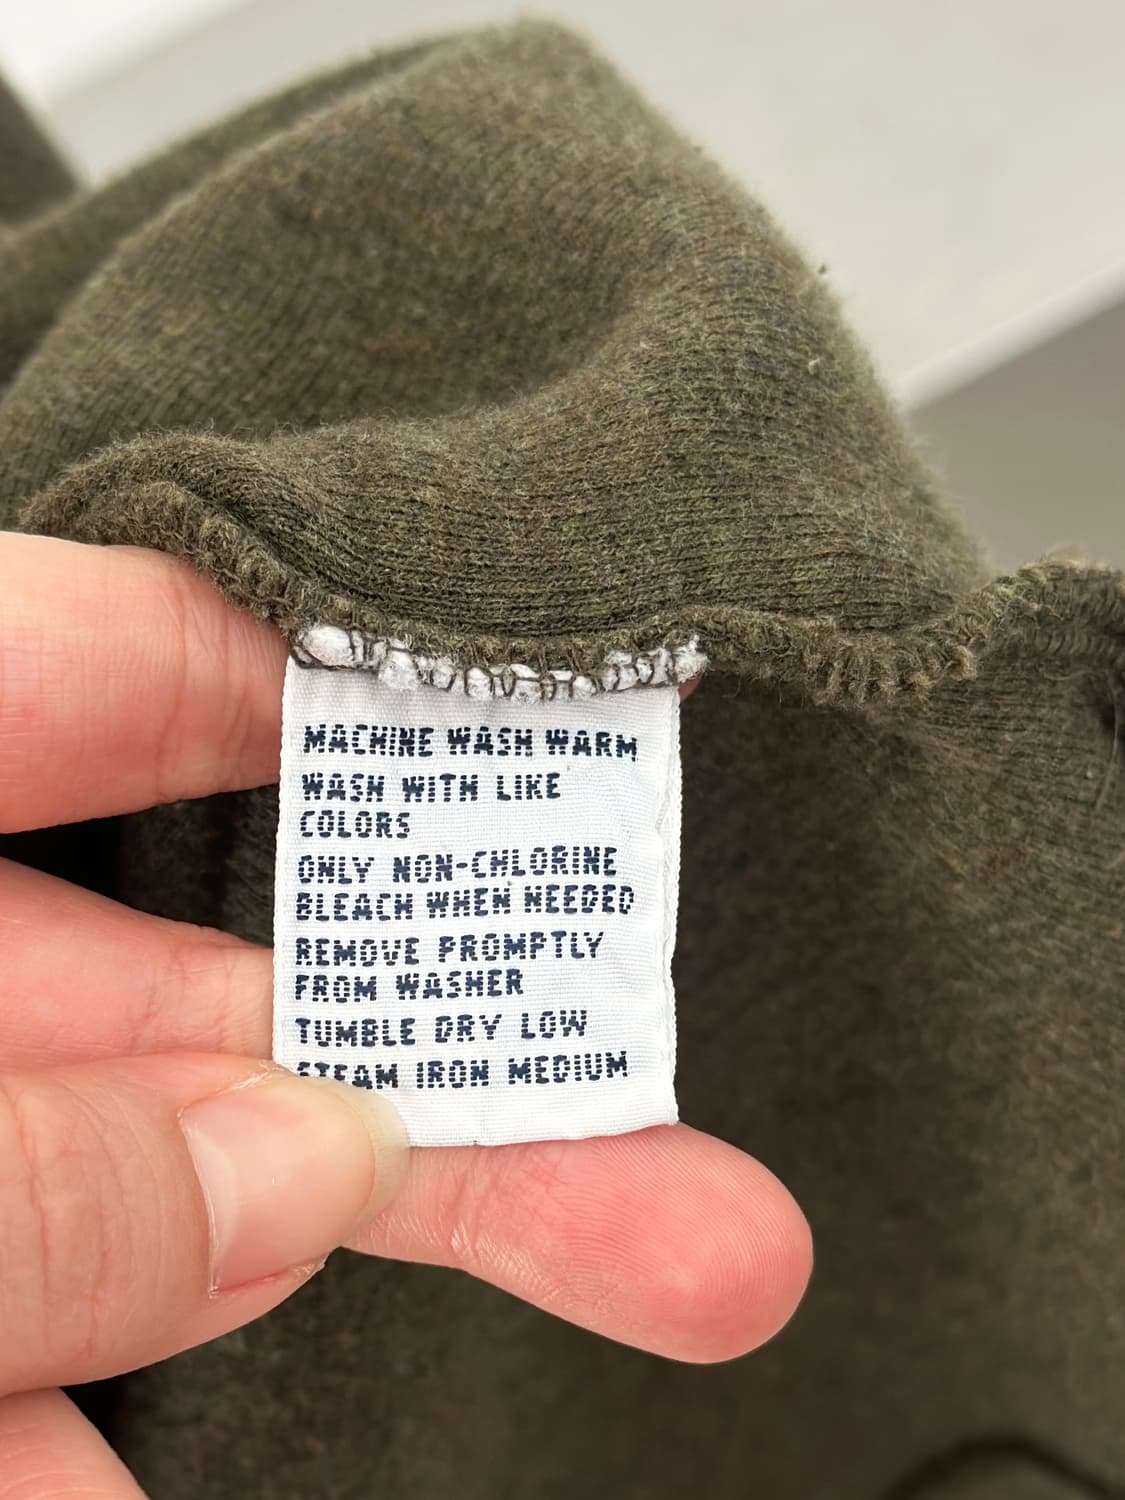 MACHINE WASH WARM
WASH WITH LIKE
COLORS
ONLY NON-CHLORINE
BLEACH WHEN NEEDED
REMOVE PROMPTLY
FROM WASHER
TUMBLE DRY LOW
STEAM IRON MEDIUM